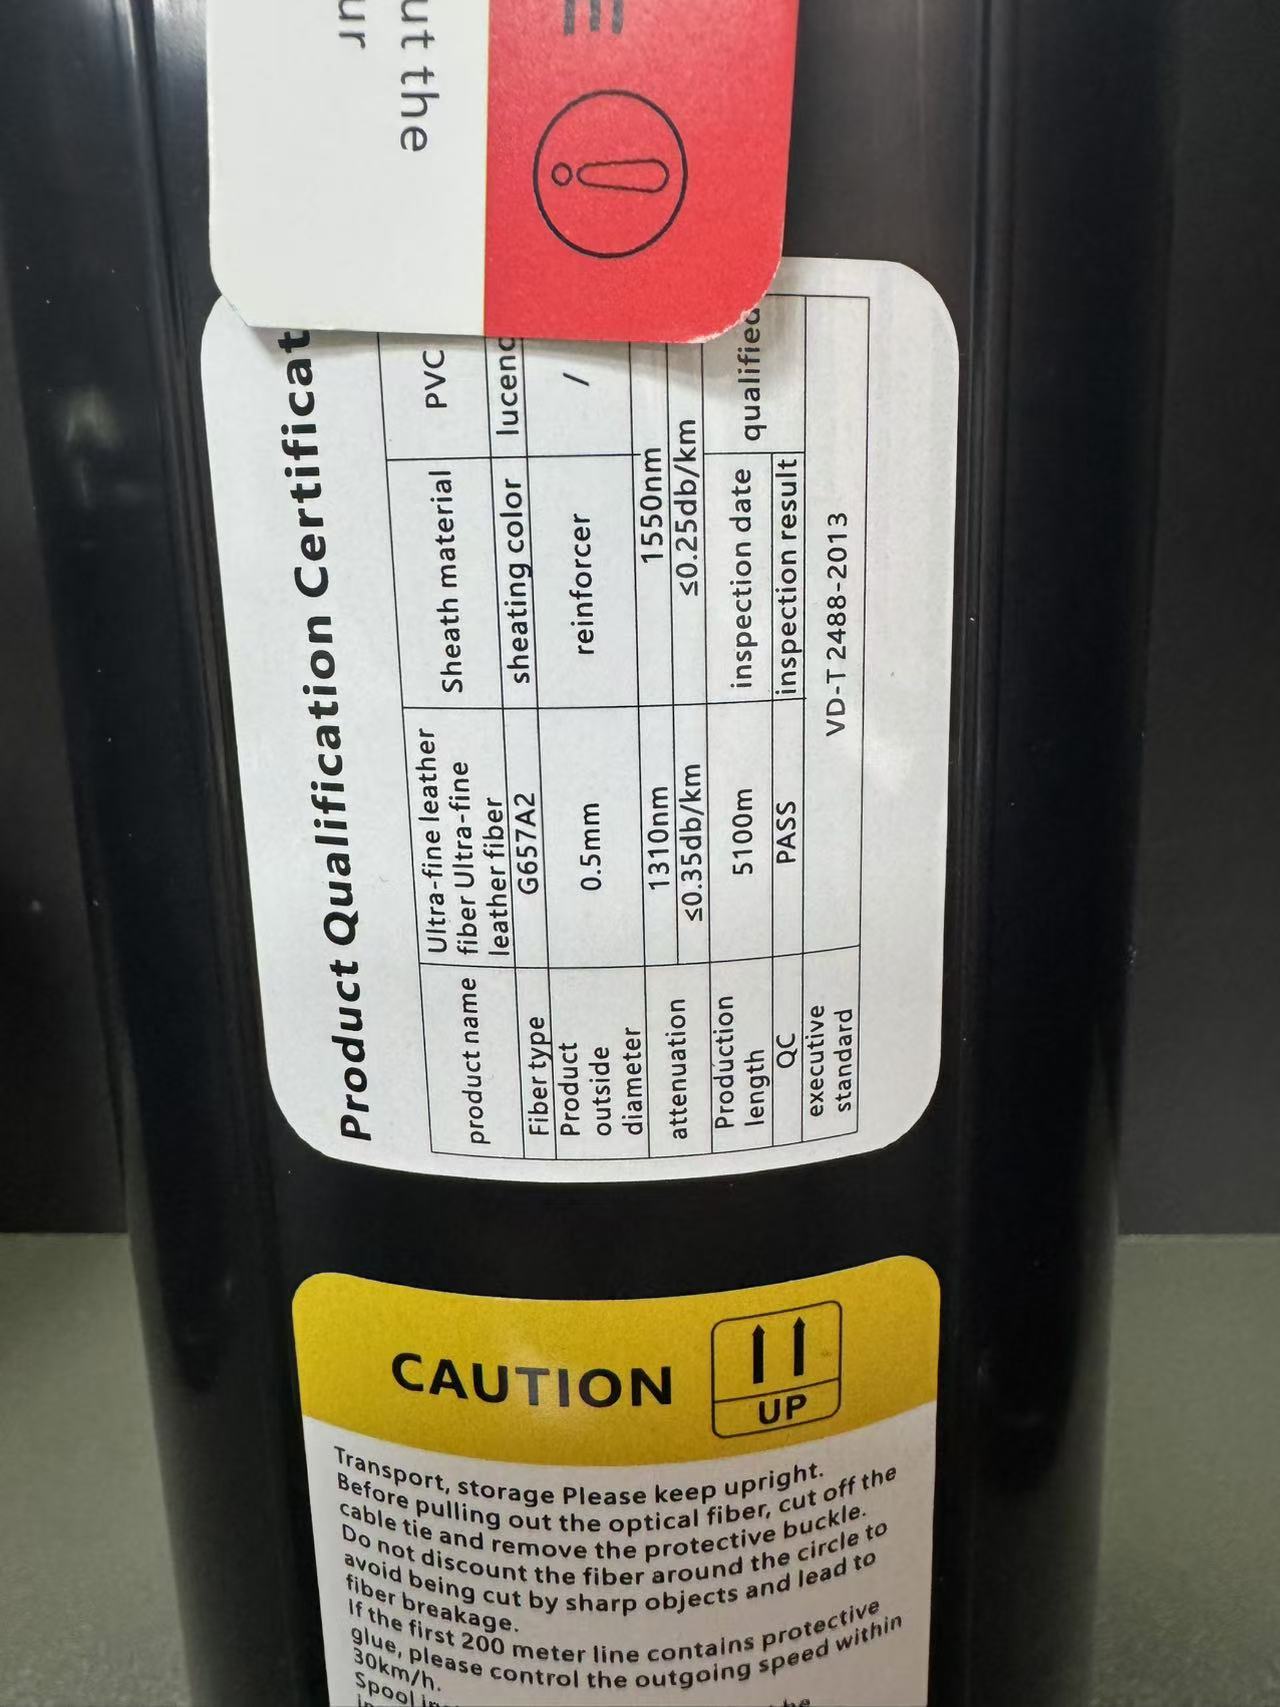 ut the
ur
Product Qualification Certificat
product name
Ultra-fine leather
fiber Ultra-fine
leather fiber
Sheath material
PVC
Fiber type
G657A2
sheating color
lucenc
Product
outside
diameter
0.5mm
reinforcer
/
attenuation
1310nm
1550nm
≤0.35db/km
≤0.25db/km
Production
length
5100m
inspection date
qualified
QC
PASS
inspection result
executive
standard
VD-T 2488-2013
CAUTION
UP
Transport, storage Please keep upright.
Before pulling out the optical fiber, cut off the
cable tie and remove the protective buckle.
Do not discount the fiber around the circle to
avoid being cut by sharp objects and lead to
fiber breakage.
If the first 200 meter line contains protective
glue, please control the outgoing speed within
30km/h.
Spool